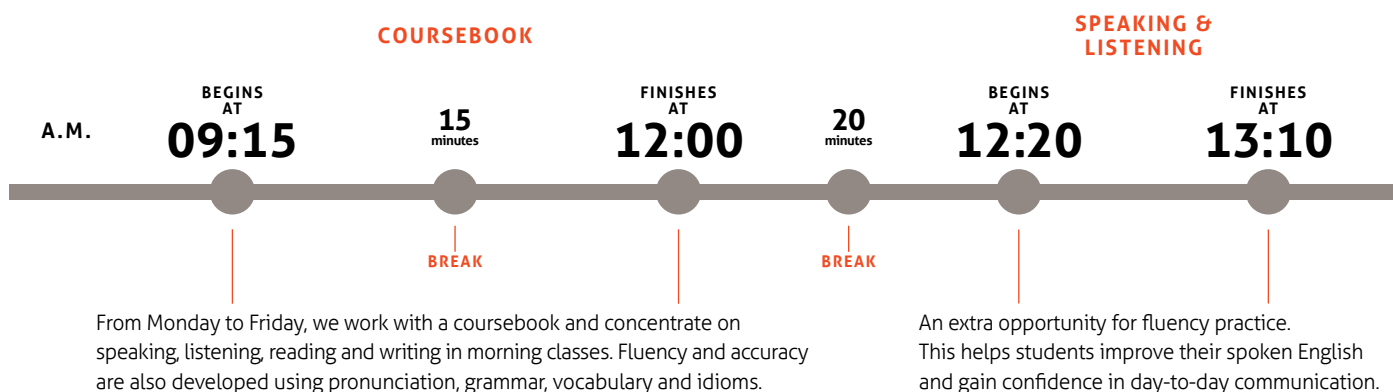 COURSEBOOK
SPEAKING &
LISTENING
A.M.
BEGINS
AT
09:15
15
minutes
FINISHES
AT
12:00
20
minutes
BEGINS
AT
12:20
FINISHES
AT
13:10
BREAK
BREAK
From Monday to Friday, we work with a coursebook and concentrate on
speaking, listening, reading and writing in morning classes. Fluency and accuracy
are also developed using pronunciation, grammar, vocabulary and idioms.
An extra opportunity for fluency practice.
This helps students improve their spoken English
and gain confidence in day-to-day communication.